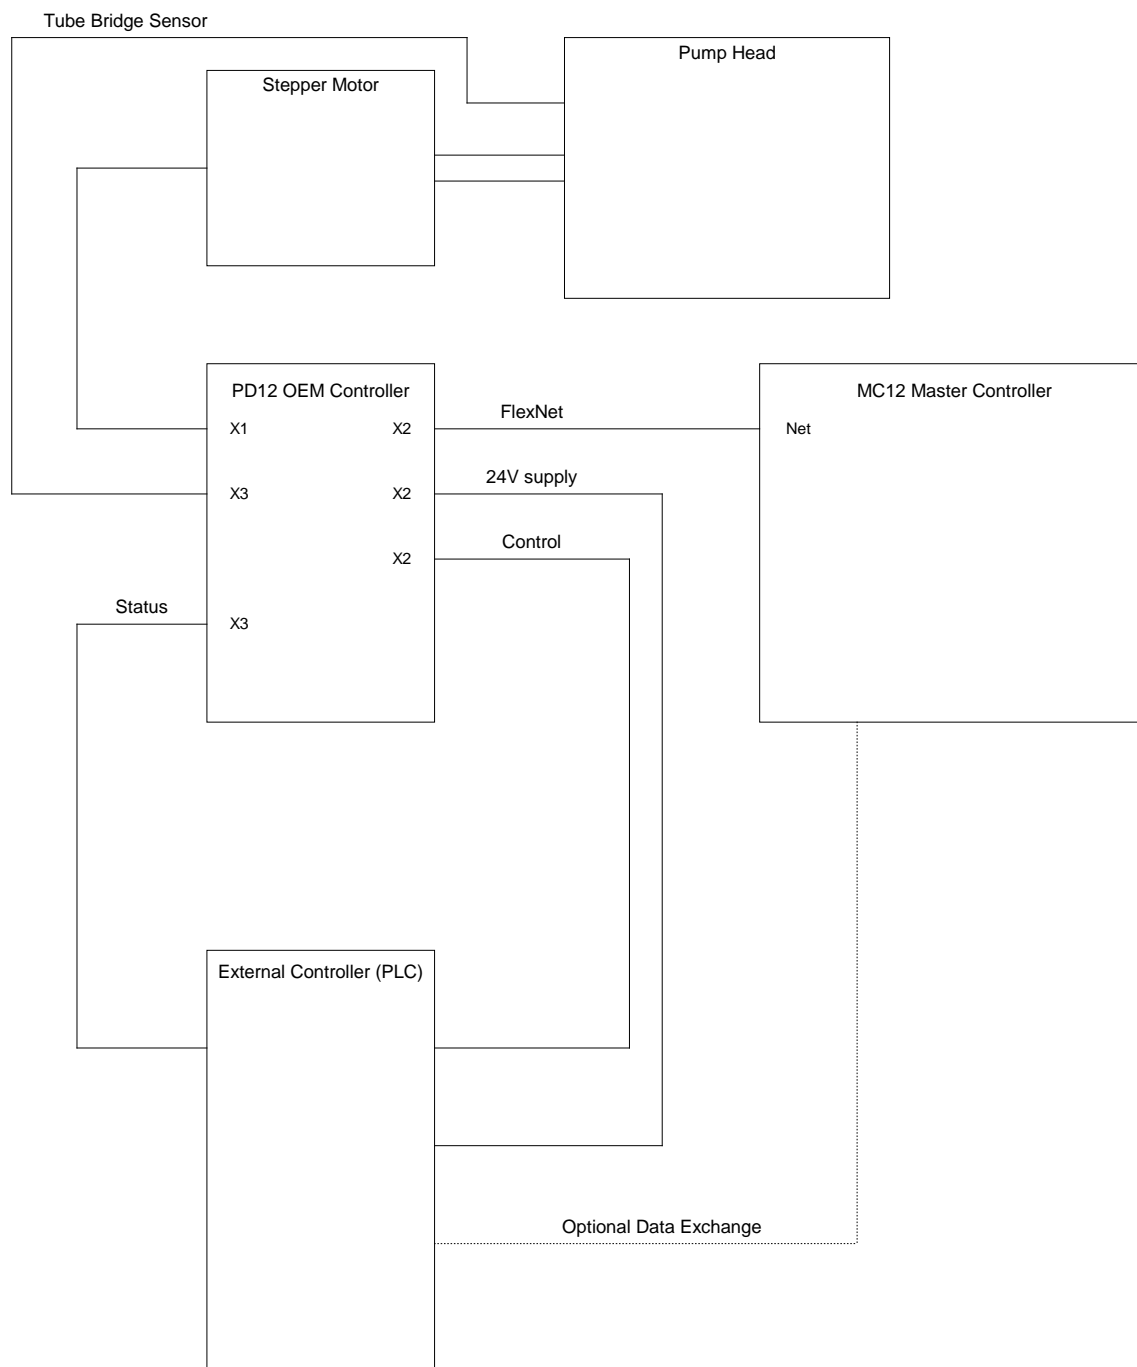 Tube Bridge Sensor
Pump Head
Stepper Motor
PD12 OEM Controller
MC12 Master Controller
FlexNet
X1
X2
Net
24V supply
X3
X2
Control
X2
Status
X3
External Controller (PLC)
Optional Data Exchange